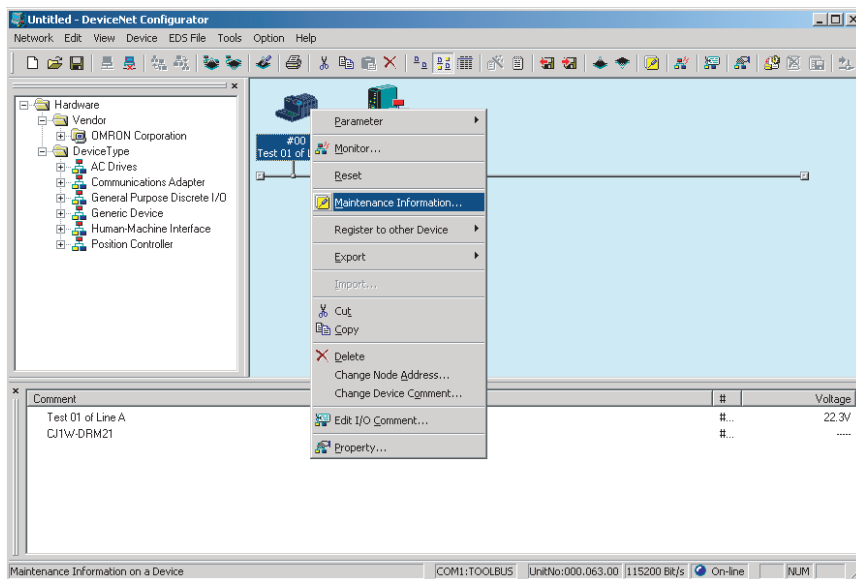 Untitled - DeviceNet Configurator
Network Edit View Device EDS File Tools Option Help
Hardware
Vendor
OMRON Corporation
DeviceType
AC Drives
Communications Adapter
General Purpose Discrete I/O
Generic Device
Human-Machine Interface
Position Controller
#00
Test 01 of L
Parameter
Monitor...
Reset
Maintenance Information...
Register to other Device
Export
Import...
Cut
Copy
Delete
Change Node Address...
Change Device Comment...
Edit I/O Comment...
Property...
Comment # Voltage
Test 01 of Line A #... 22.3V
CJ1W-DRM21 #... -----
Maintenance Information on a Device COM1:TOOLBUS UnitNo:000.063.00 115200 Bit/s On-line NUM